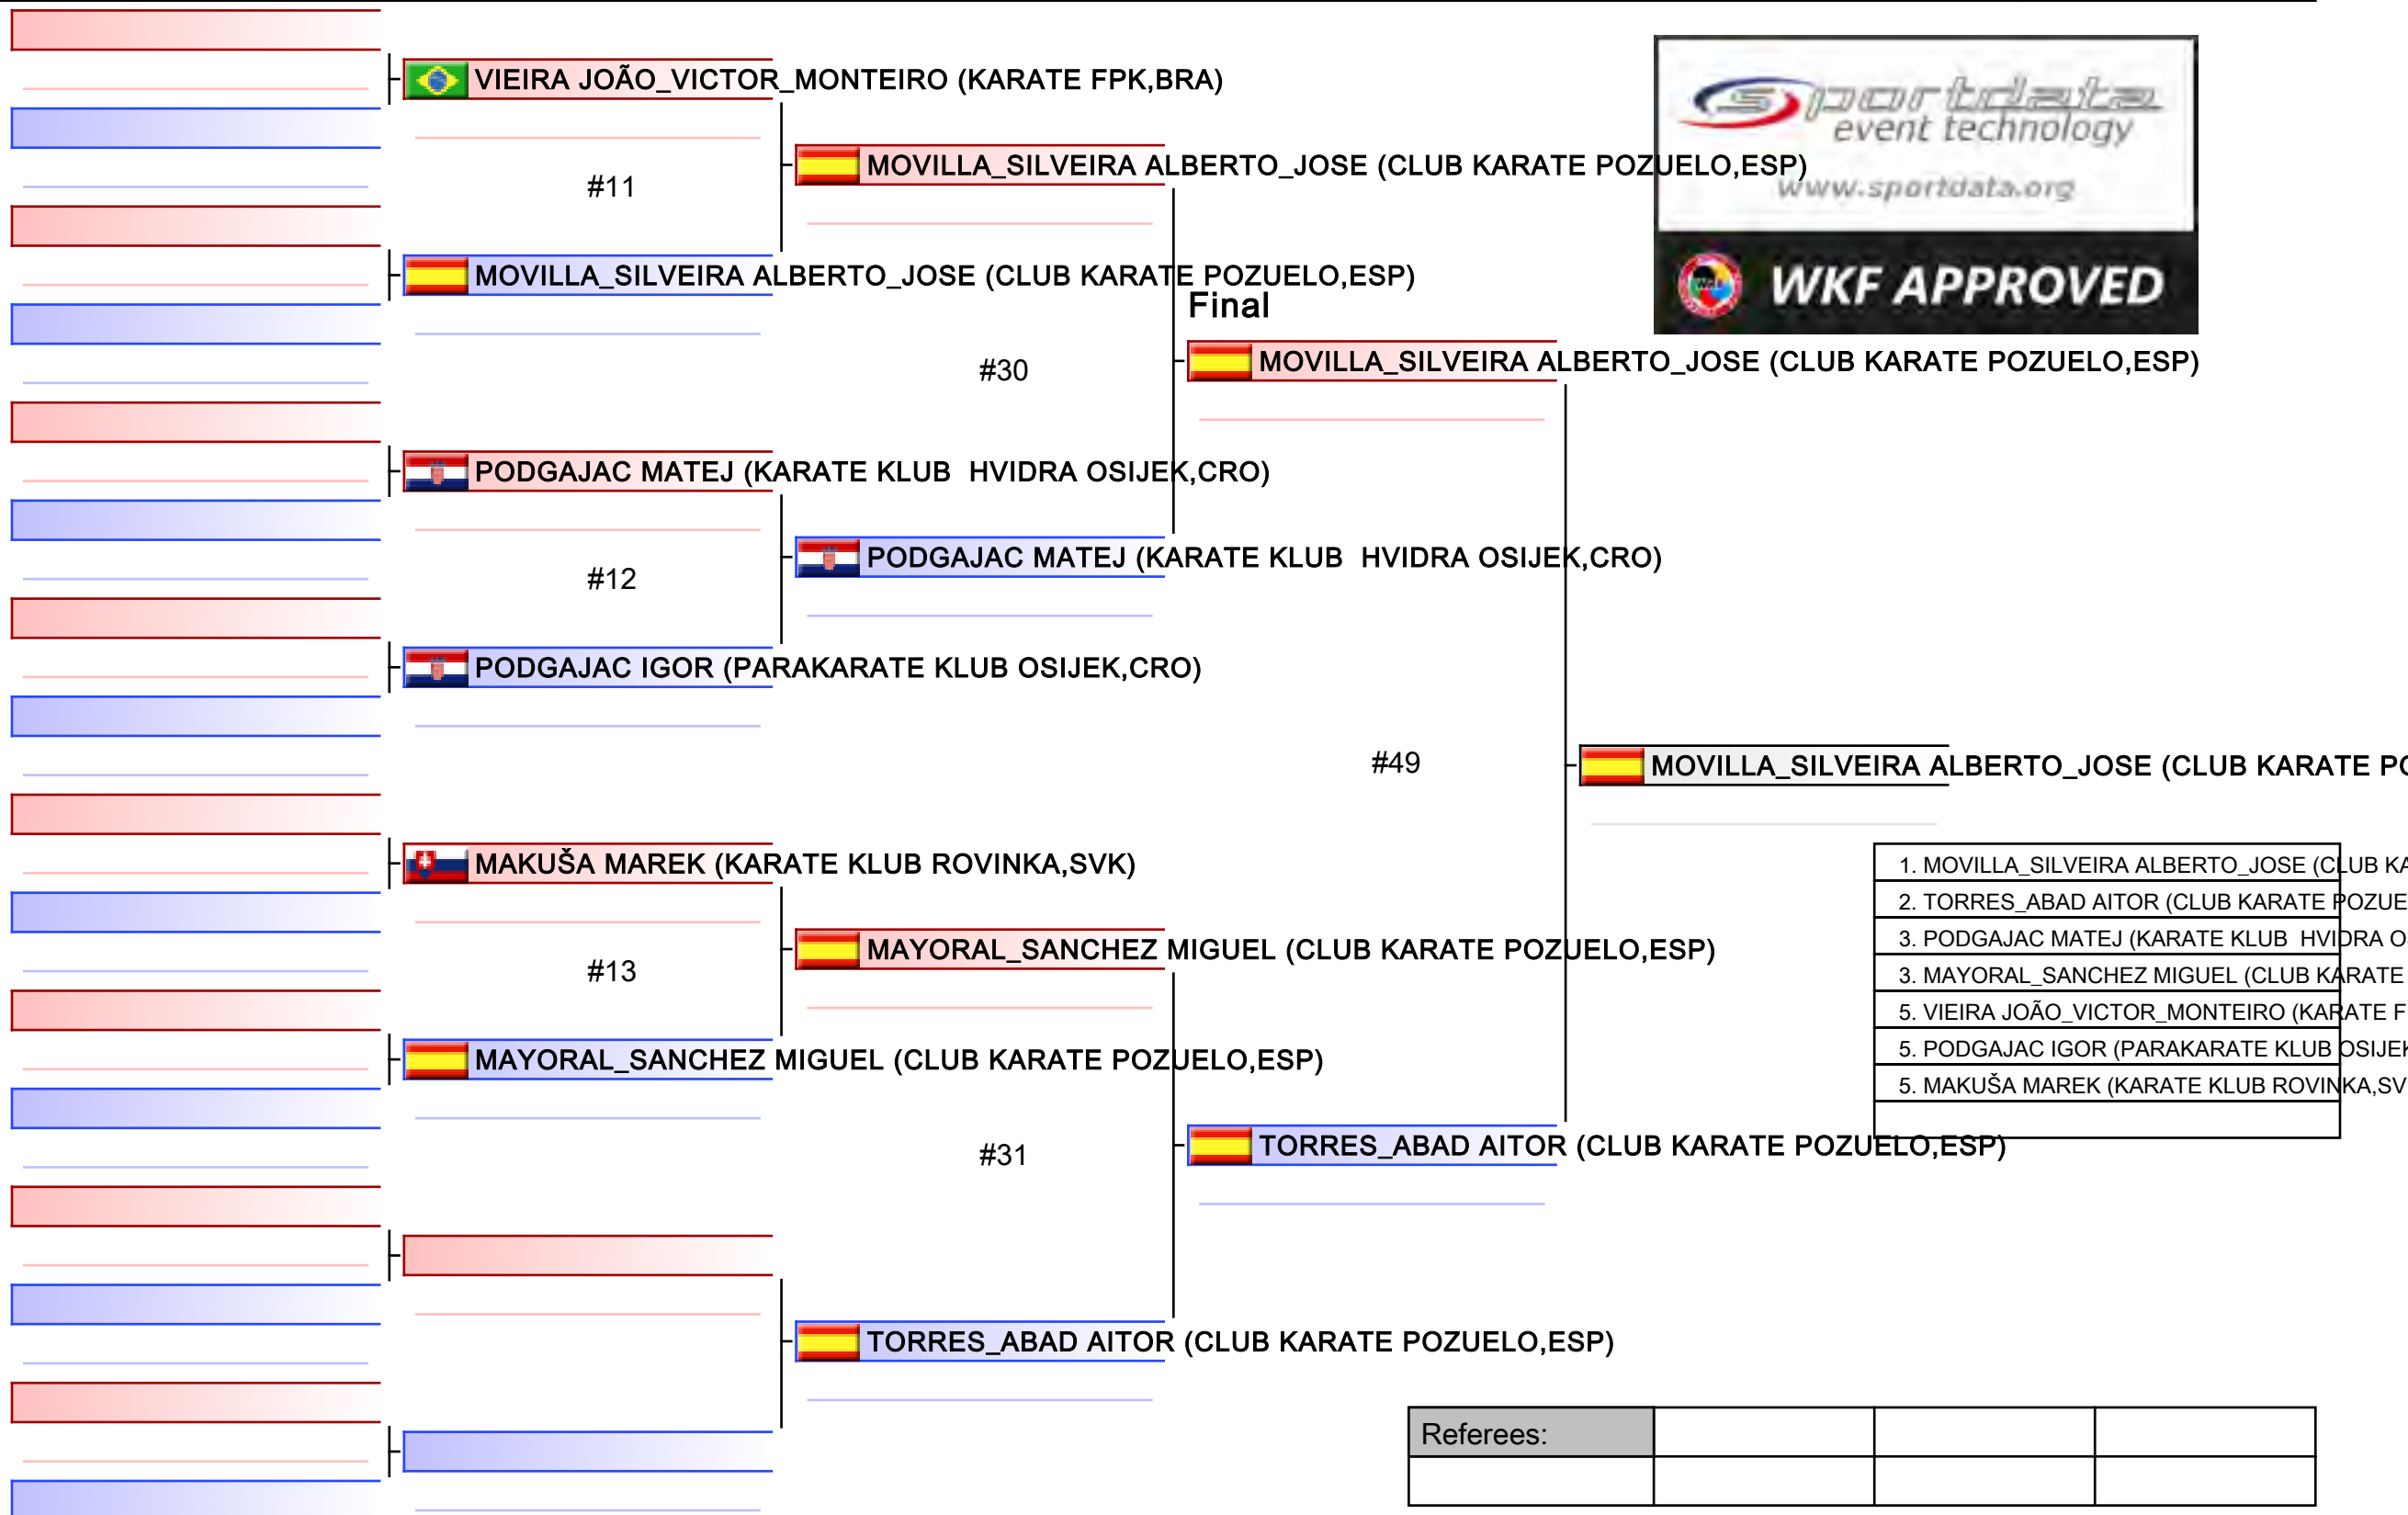 VIEIRA JOÃO_VICTOR_MONTEIRO (KARATE FPK,BRA)
sportdata
event technology
www.sportdata.org
WKF APPROVED
MOVILLA_SILVEIRA ALBERTO_JOSE (CLUB KARATE POZUELO,ESP)
#11
MOVILLA_SILVEIRA ALBERTO_JOSE (CLUB KARATE POZUELO,ESP)
Final
#30
MOVILLA_SILVEIRA ALBERTO_JOSE (CLUB KARATE POZUELO,ESP)
PODGAJAC MATEJ (KARATE KLUB  HVIDRA OSIJEK,CRO)
PODGAJAC MATEJ (KARATE KLUB  HVIDRA OSIJEK,CRO)
#12
PODGAJAC IGOR (PARAKARATE KLUB OSIJEK,CRO)
#49
MOVILLA_SILVEIRA ALBERTO_JOSE (CLUB KARATE PO
MAKUŠA MAREK (KARATE KLUB ROVINKA,SVK)
1. MOVILLA_SILVEIRA ALBERTO_JOSE (CLUB KA
2. TORRES_ABAD AITOR (CLUB KARATE POZUE
3. PODGAJAC MATEJ (KARATE KLUB  HVIDRA O
3. MAYORAL_SANCHEZ MIGUEL (CLUB KARATE
5. VIEIRA JOÃO_VICTOR_MONTEIRO (KARATE F
5. PODGAJAC IGOR (PARAKARATE KLUB OSIJEK
5. MAKUŠA MAREK (KARATE KLUB ROVINKA,SV
MAYORAL_SANCHEZ MIGUEL (CLUB KARATE POZUELO,ESP)
#13
MAYORAL_SANCHEZ MIGUEL (CLUB KARATE POZUELO,ESP)
#31
TORRES_ABAD AITOR (CLUB KARATE POZUELO,ESP)
TORRES_ABAD AITOR (CLUB KARATE POZUELO,ESP)
Referees: